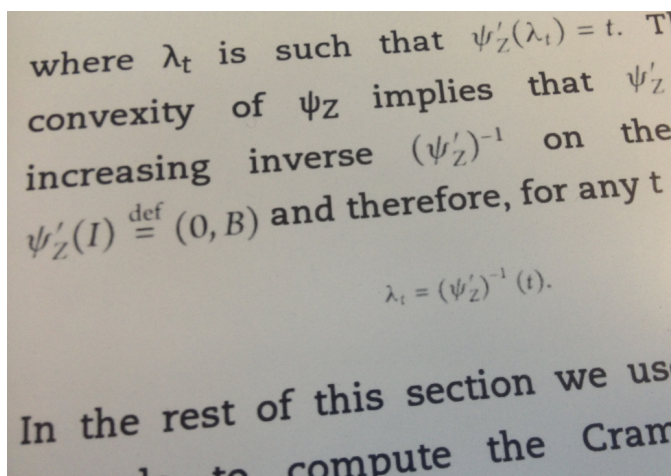 where λt is such that ψ′Z(λt) = t. T
convexity of ψZ implies that ψ′Z
increasing inverse (ψ′Z)−1 on the
ψ′Z(I) def= (0, B) and therefore, for any t
λt = (ψ′Z)−1 (t).
In the rest of this section we us
to compute the Cram